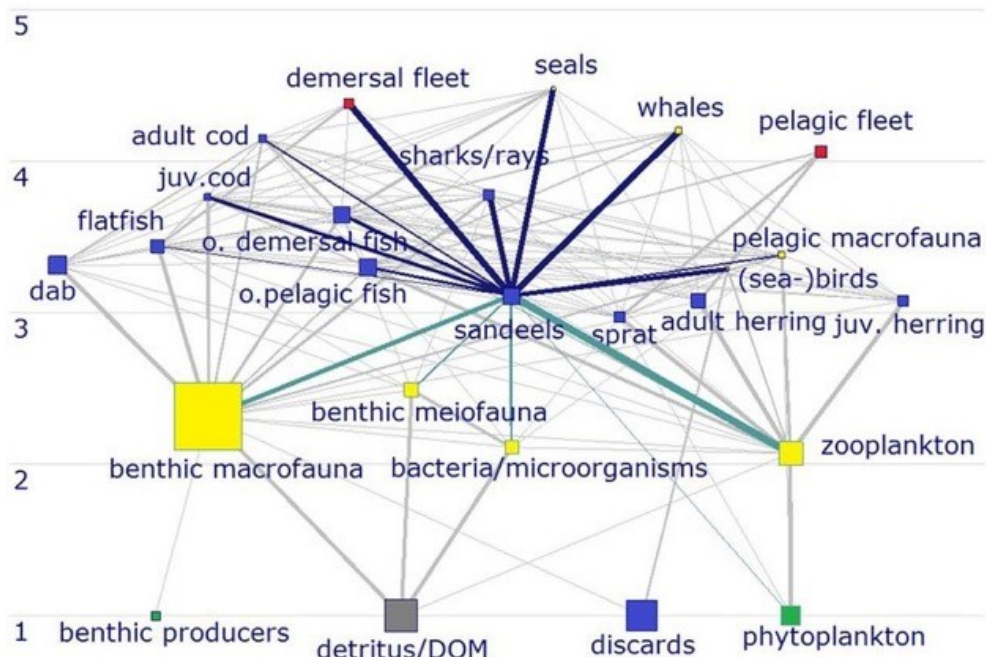 5
seals
demersal fleet
whales
pelagic fleet
adult cod
sharks/rays
4
juv.cod
flatfish
o. demersal fish
pelagic macrofauna
(sea-)birds
dab
o.pelagic fish
3
sandeels
sprat
adult herring
juv. herring
benthic meiofauna
zooplankton
benthic macrofauna
bacteria/microorganisms
2
1
benthic producers
detritus/DOM
discards
phytoplankton